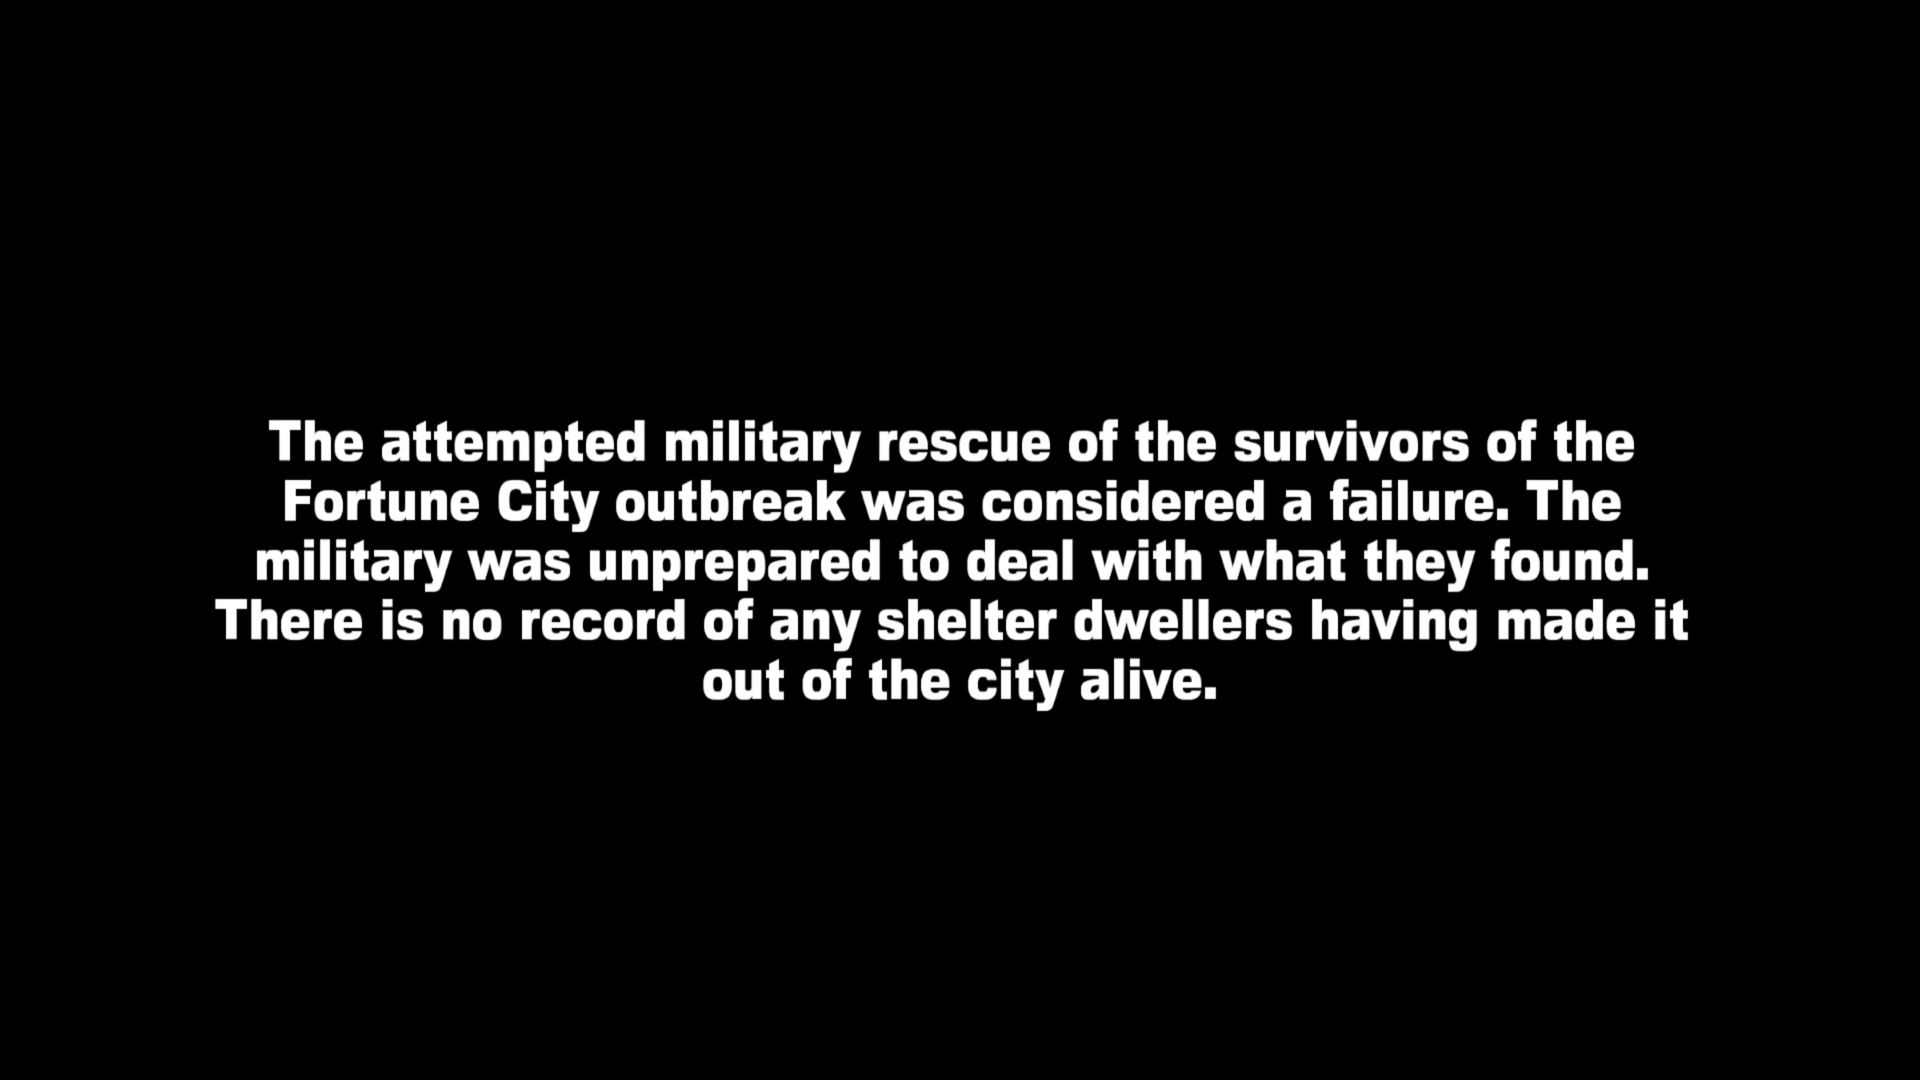 The attempted military rescue of the survivors of the
Fortune City outbreak was considered a failure. The
military was unprepared to deal with what they found.
There is no record of any shelter dwellers having made it
out of the city alive.